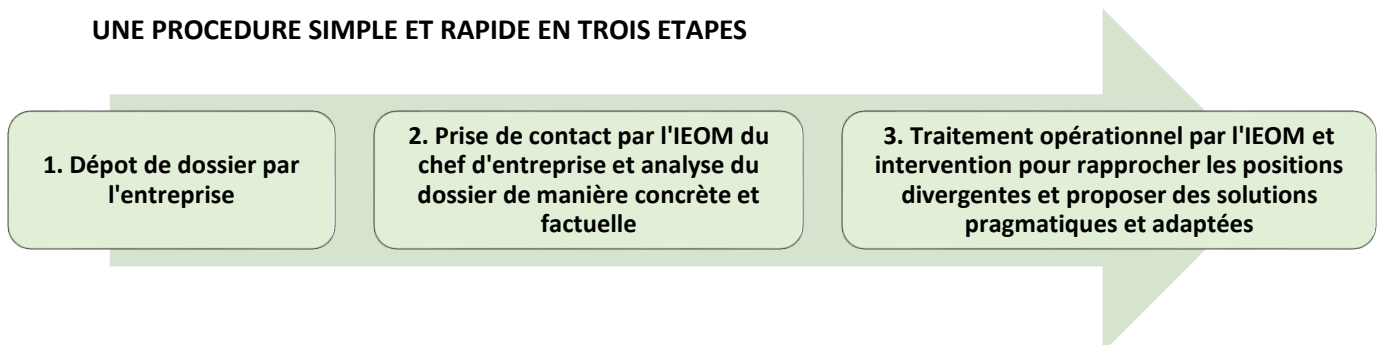 UNE PROCEDURE SIMPLE ET RAPIDE EN TROIS ETAPES
1. Dépot de dossier par
l'entreprise
2. Prise de contact par l'IEOM du
chef d'entreprise et analyse du
dossier de manière concrète et
factuelle
3. Traitement opérationnel par l'IEOM et
intervention pour rapprocher les positions
divergentes et proposer des solutions
pragmatiques et adaptées